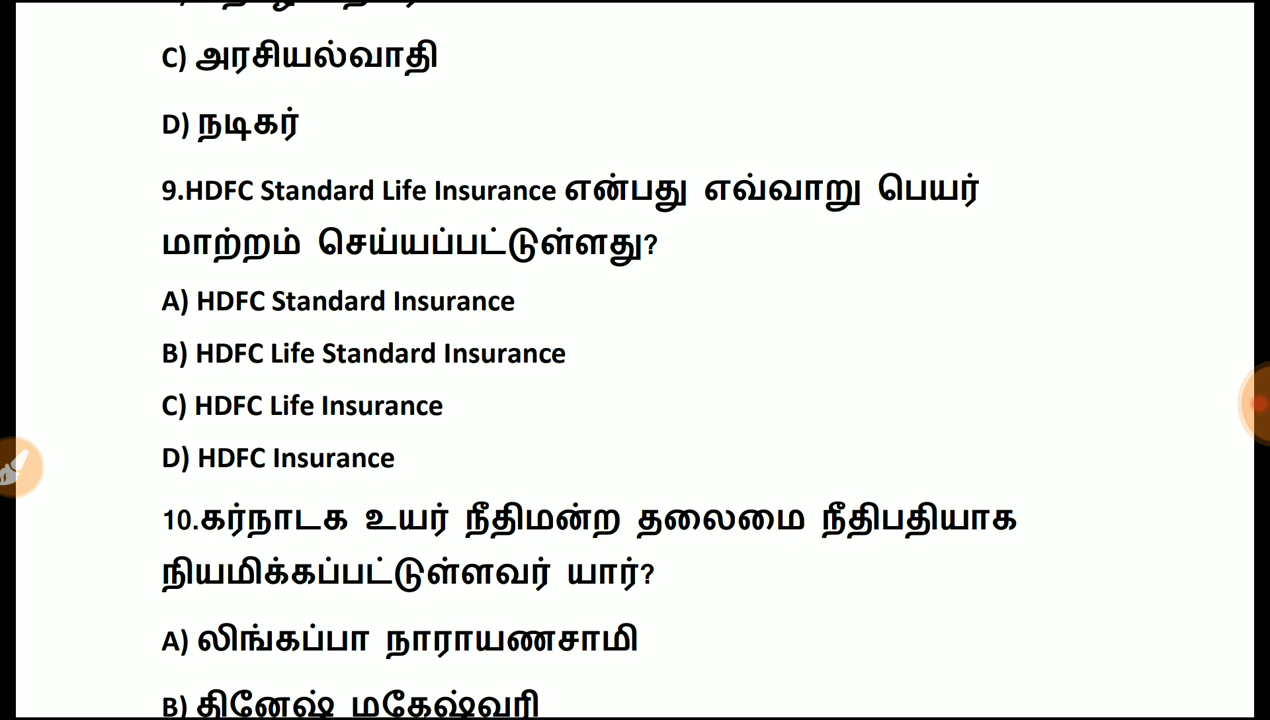 C) அரசியல்வாதி
D) நடிகர்
9.HDFC Standard Life Insurance என்பது எவ்வாறு பெயர்
மாற்றம் செய்யப்பட்டுள்ளது?
A) HDFC Standard Insurance
B) HDFC Life Standard Insurance
C) HDFC Life Insurance
D) HDFC Insurance
10.கர்நாடக உயர் நீதிமன்ற தலைமை நீதிபதியாக
நியமிக்கப்பட்டுள்ளவர் யார்?
A) லிங்கப்பா நாராயணசாமி
B) தினேஷ் மகேஷ்வரி